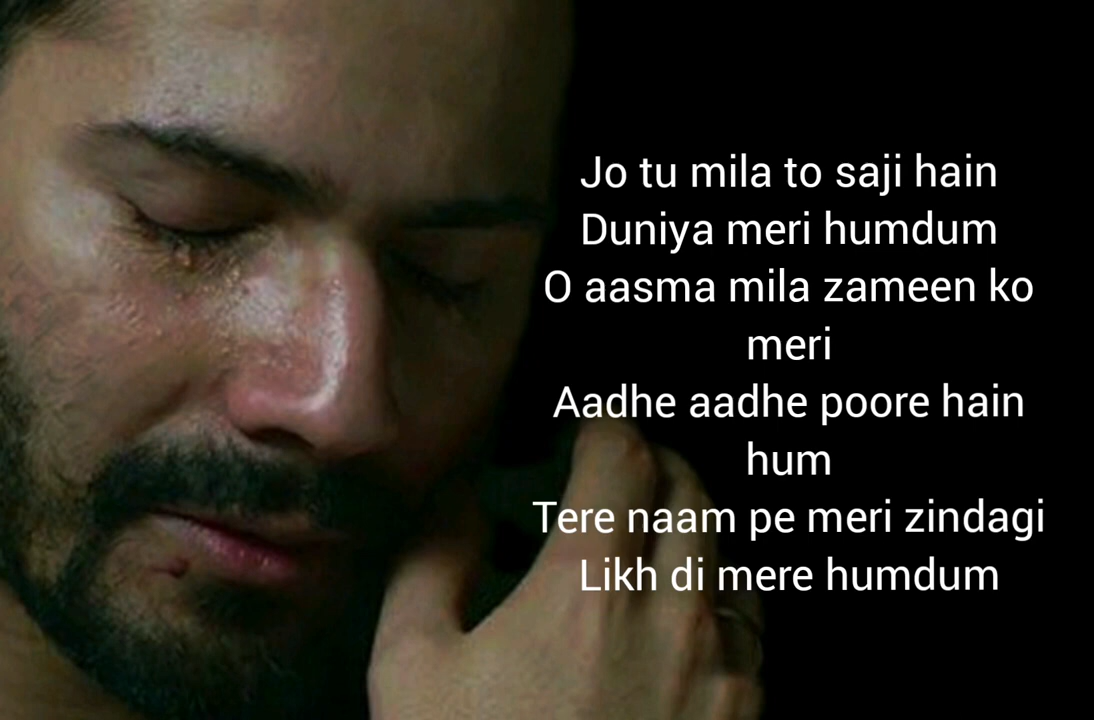 Jo tu mila to saji hain
Duniya meri humdum
O aasma mila zameen ko
meri
Aadhe aadhe poore hain
hum
Tere naam pe meri zindagi
Likh di mere humdum